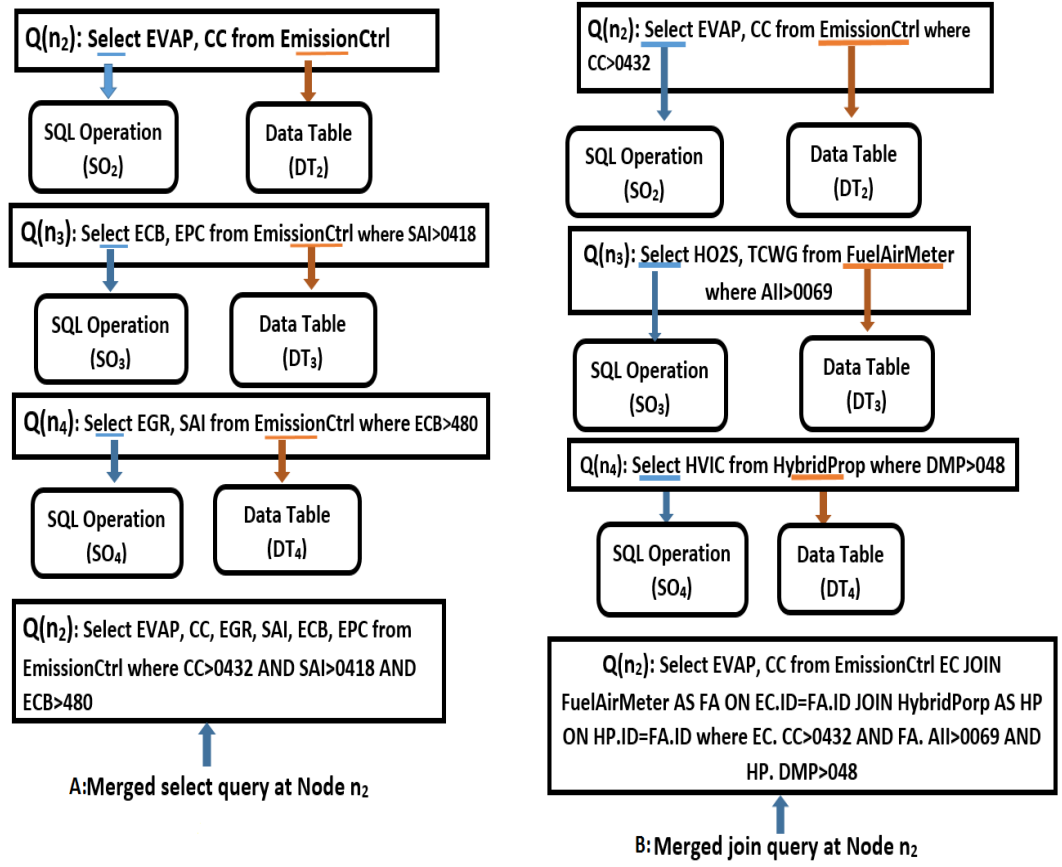 Q(n₂): Select EVAP, CC from EmissionCtrl
SQL Operation
(SO₂)
Data Table
(DT₂)
Q(n₃): Select ECB, EPC from EmissionCtrl where SAI>0418
SQL Operation
(SO₃)
Data Table
(DT₃)
Q(n₄): Select EGR, SAI from EmissionCtrl where ECB>480
SQL Operation
(SO₄)
Data Table
(DT₄)
Q(n₂): Select EVAP, CC, EGR, SAI, ECB, EPC from
EmissionCtrl where CC>0432 AND SAI>0418 AND
ECB>480
A:Merged select query at Node n₂
Q(n₂): Select EVAP, CC from EmissionCtrl where
CC>0432
SQL Operation
(SO₂)
Data Table
(DT₂)
Q(n₃): Select HO2S, TCWG from FuelAirMeter
where AII>0069
SQL Operation
(SO₃)
Data Table
(DT₃)
Q(n₄): Select HVIC from HybridProp where DMP>048
SQL Operation
(SO₄)
Data Table
(DT₄)
Q(n₂): Select EVAP, CC from EmissionCtrl EC JOIN
FuelAirMeter AS FA ON EC.ID=FA.ID JOIN HybridPorp AS HP
ON HP.ID=FA.ID where EC. CC>0432 AND FA. AII>0069 AND
HP. DMP>048
B: Merged join query at Node n₂